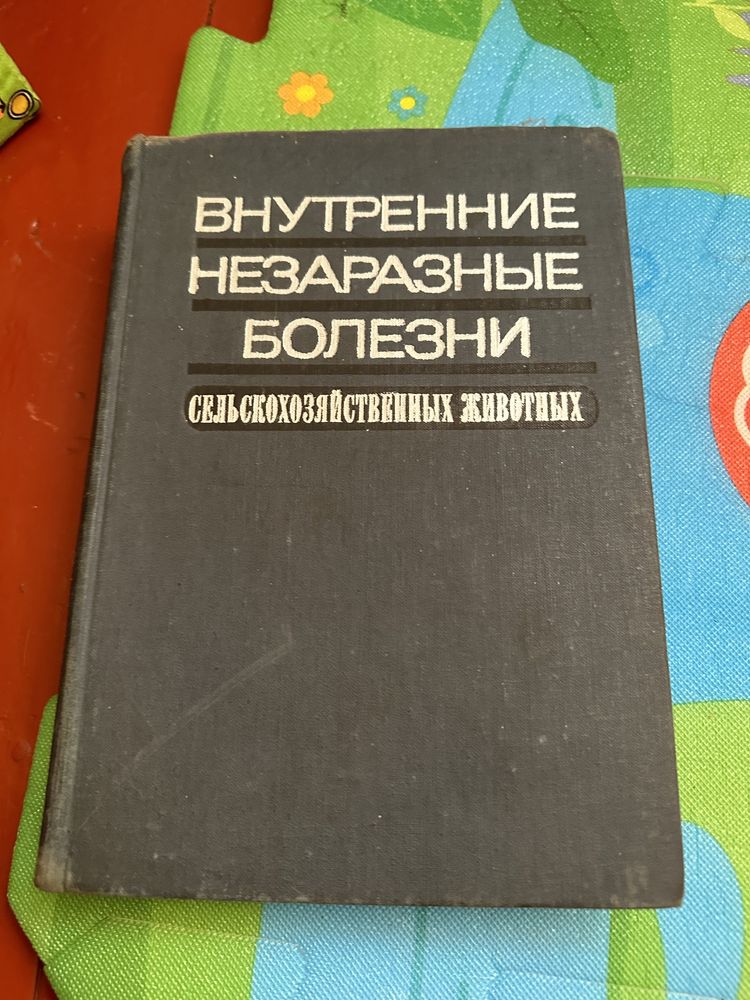 ВНУТРЕННИЕ
НЕЗАРАЗНЫЕ
БОЛЕЗНИ
СЕЛЬСКОХОЗЯЙСТВЕННЫХ ЖИВОТНЫХ